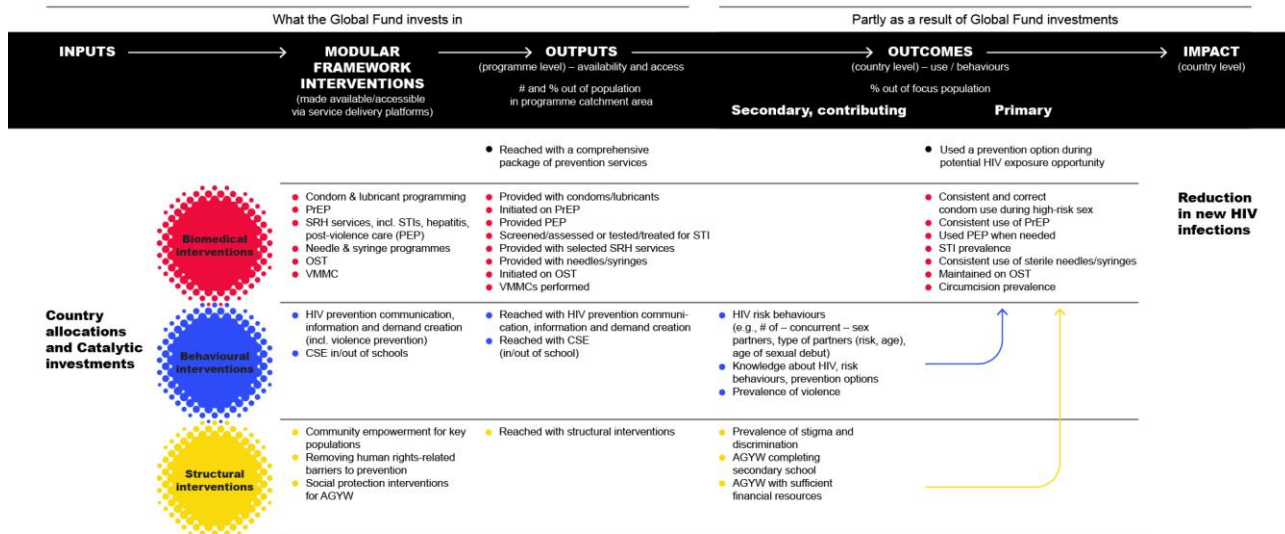 What the Global Fund invests in
Partly as a result of Global Fund investments
INPUTS
MODULAR
FRAMEWORK
INTERVENTIONS
(made available/accessible
via service delivery platforms)
OUTPUTS
(programme level) – availability and access
# and % out of population
in programme catchment area
OUTCOMES
(country level) – use / behaviours
% out of focus population
Secondary, contributing
Primary
IMPACT
(country level)
● Reached with a comprehensive
package of prevention services
● Used a prevention option during
potential HIV exposure opportunity
Country
allocations
and Catalytic
investments
Biomedical
interventions
● Condom & lubricant programming
● PrEP
● SRH services, incl. STIs, hepatitis,
post-violence care (PEP)
● Needle & syringe programmes
● OST
● VMMC
● Provided with condoms/lubricants
● Initiated on PrEP
● Provided PEP
● Screened/assessed or tested/treated for STI
● Provided with selected SRH services
● Provided with needles/syringes
● Initiated on OST
● VMMCs performed
● Consistent and correct
condom use during high-risk sex
● Consistent use of PrEP
● Used PEP when needed
● STI prevalence
● Consistent use of sterile needles/syringes
● Maintained on OST
● Circumcision prevalence
Reduction
in new HIV
infections
Behavioural
interventions
● HIV prevention communication,
information and demand creation
(incl. violence prevention)
● CSE in/out of schools
● Reached with HIV prevention communi-
cation, information and demand creation
● Reached with CSE
(in/out of school)
● HIV risk behaviours
(e.g., # of – concurrent – sex
partners, type of partners (risk, age),
age of sexual debut)
● Knowledge about HIV, risk
behaviours, prevention options
● Prevalence of violence
Structural
interventions
● Community empowerment for key
populations
● Removing human rights-related
barriers to prevention
● Social protection interventions
for AGYW
● Reached with structural interventions
● Prevalence of stigma and
discrimination
● AGYW completing
secondary school
● AGYW with sufficient
financial resources